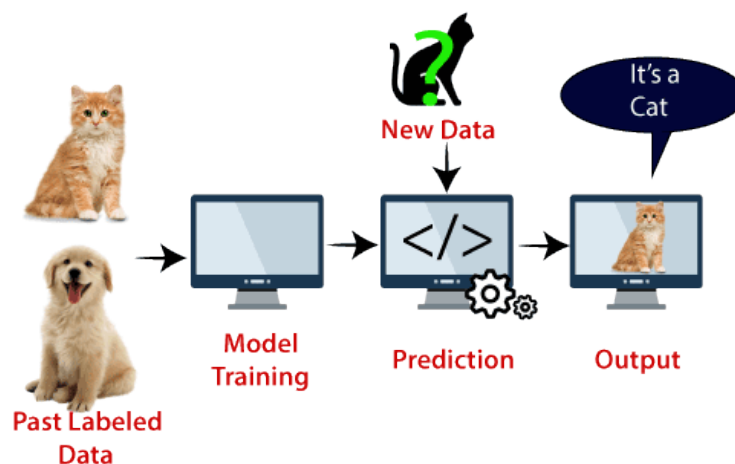 ?
New Data
It's a
Cat
</>
Model
Training
Prediction
Output
Past Labeled
Data